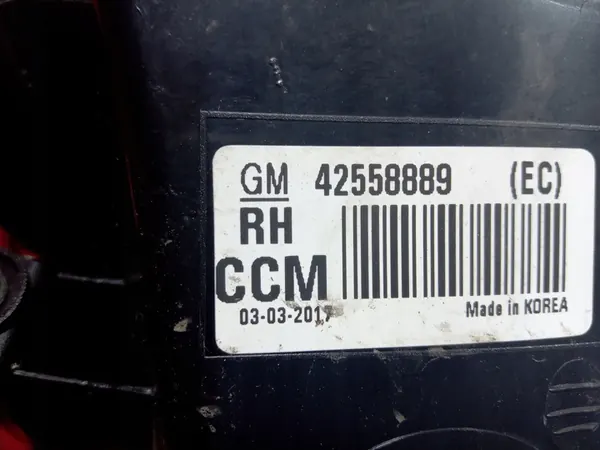 GM 42558889 (EC)
RH
CCM
03-03-2017
Made in KOREA